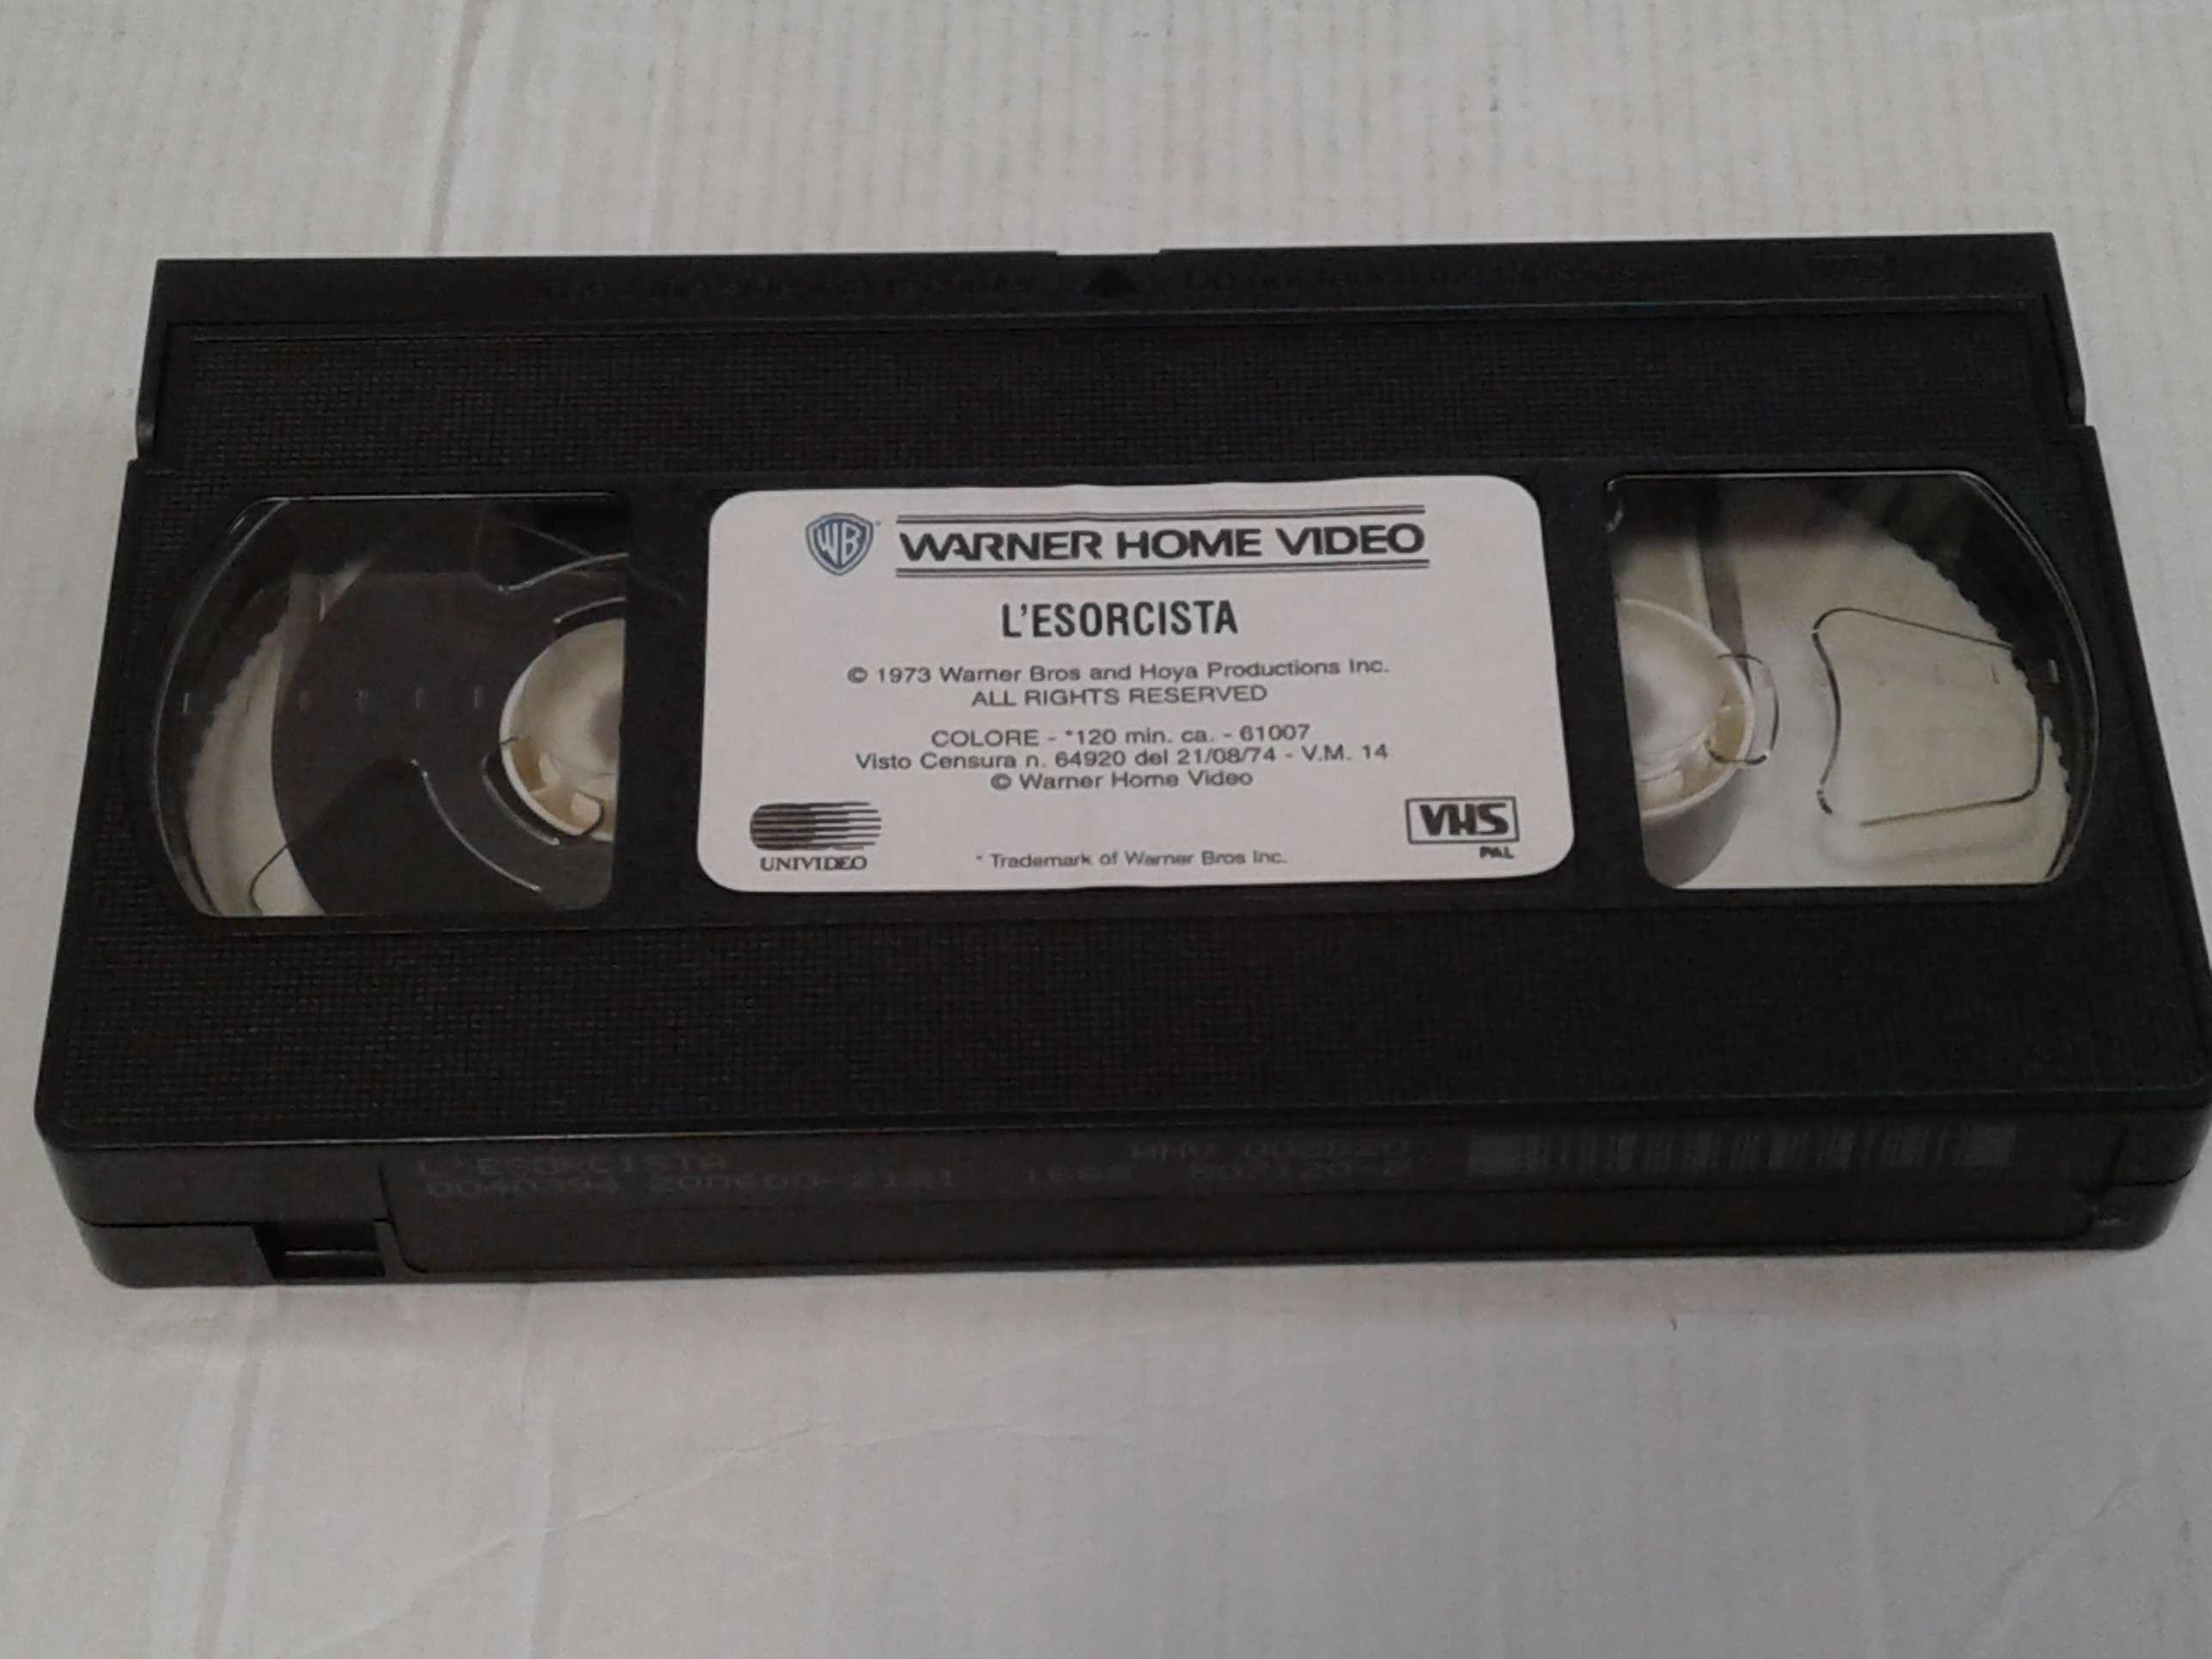 WB WARNER HOME VIDEO
L'ESORCISTA
© 1973 Warner Bros and Hoya Productions Inc.
ALL RIGHTS RESERVED
COLORE - *120 min. ca. - 61007
Visto Censura n. 64920 del 21/08/74 - V.M. 14
© Warner Home Video
UNIVIDEO
* Trademark of Warner Bros Inc.
VHS
PAL
L'ESORCISTA